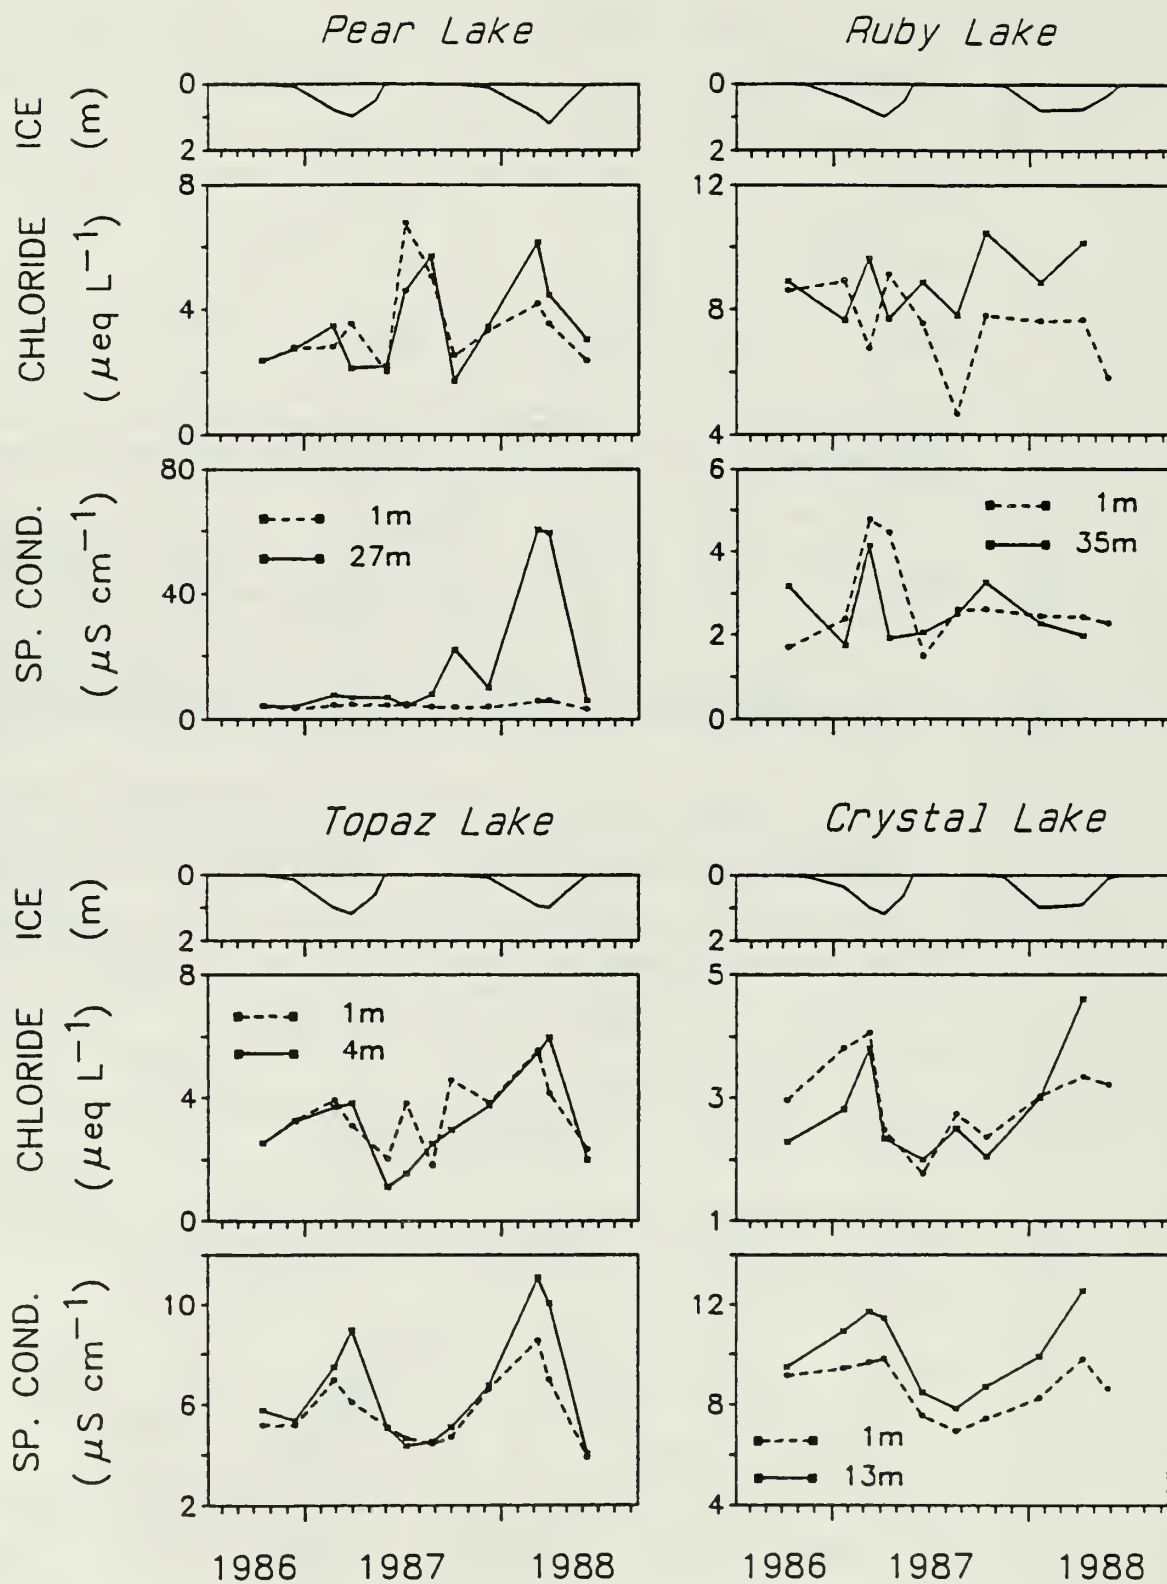 Pear Lake
Ruby Lake
ICE
(m)
0
2
0
2
CHLORIDE
(μeq L−1)
8
4
0
12
8
4
SP. COND.
(μS cm−1)
80
40
0
1m
27m
6
4
2
0
1m
35m
Topaz Lake
Crystal Lake
ICE
(m)
0
2
0
2
CHLORIDE
(μeq L−1)
8
4
0
1m
4m
5
3
1
SP. COND.
(μS cm−1)
10
6
2
12
8
4
1m
13m
1986 1987 1988
1986 1987 1988